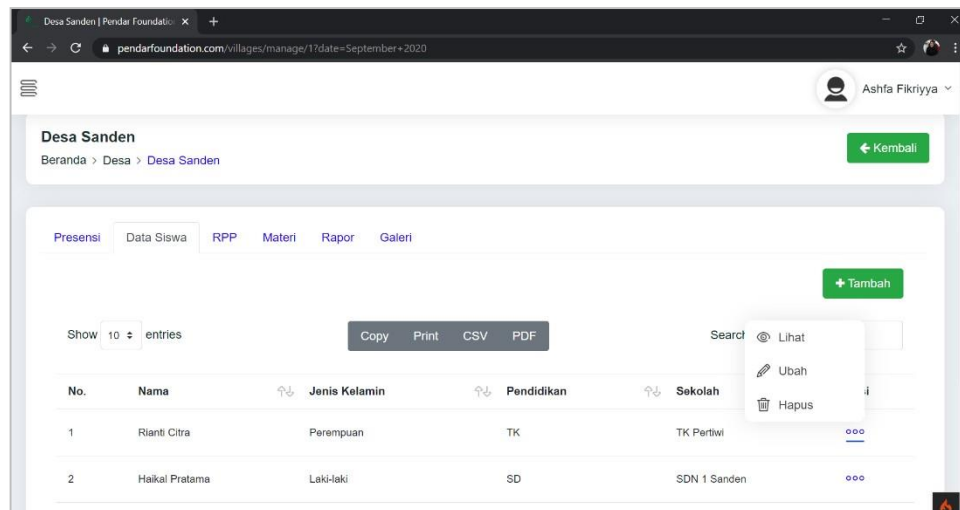 Desa Sanden | Pendar Foundatio
pendarfoundation.com/villages/manage/1?date=September+2020
Ashfa Fikriyya
Desa Sanden
Beranda > Desa > Desa Sanden
Kembali
Presensi Data Siswa RPP Materi Rapor Galeri
+ Tambah
Show 10 entries
Copy Print CSV PDF
Search
Lihat
Ubah
Hapus
No. Nama Jenis Kelamin Pendidikan Sekolah
1 Rianti Citra Perempuan TK TK Pertiwi
2 Haikal Pratama Laki-laki SD SDN 1 Sanden